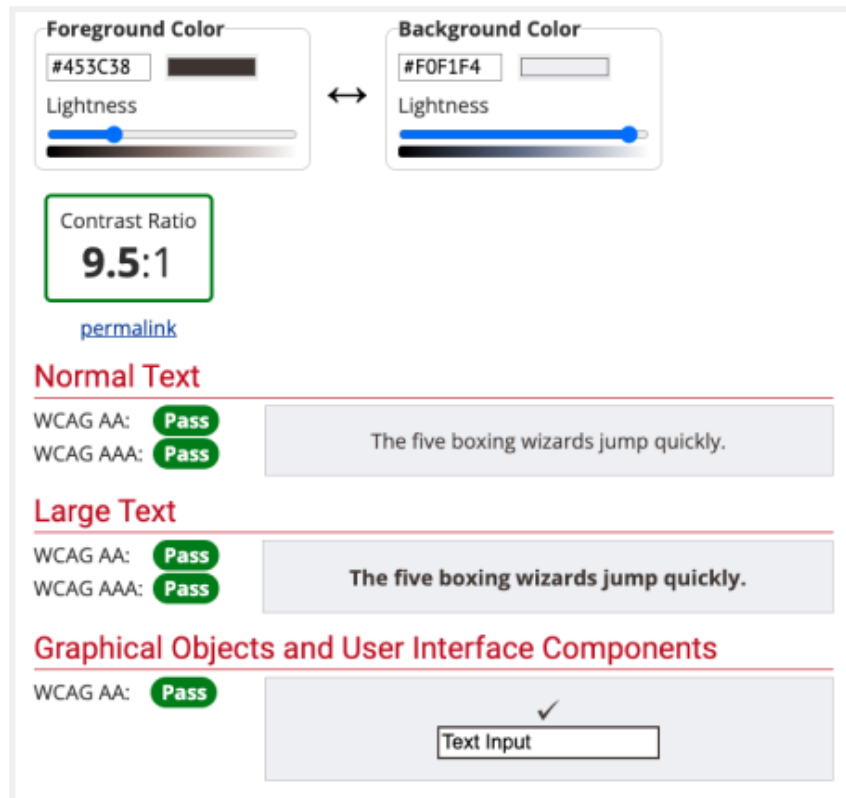 Foreground Color
#453C38
Lightness
Background Color
#F0F1F4
Lightness
Contrast Ratio
9.5:1
permalink
Normal Text
WCAG AA: Pass
WCAG AAA: Pass
The five boxing wizards jump quickly.
Large Text
WCAG AA: Pass
WCAG AAA: Pass
The five boxing wizards jump quickly.
Graphical Objects and User Interface Components
WCAG AA: Pass
Text Input